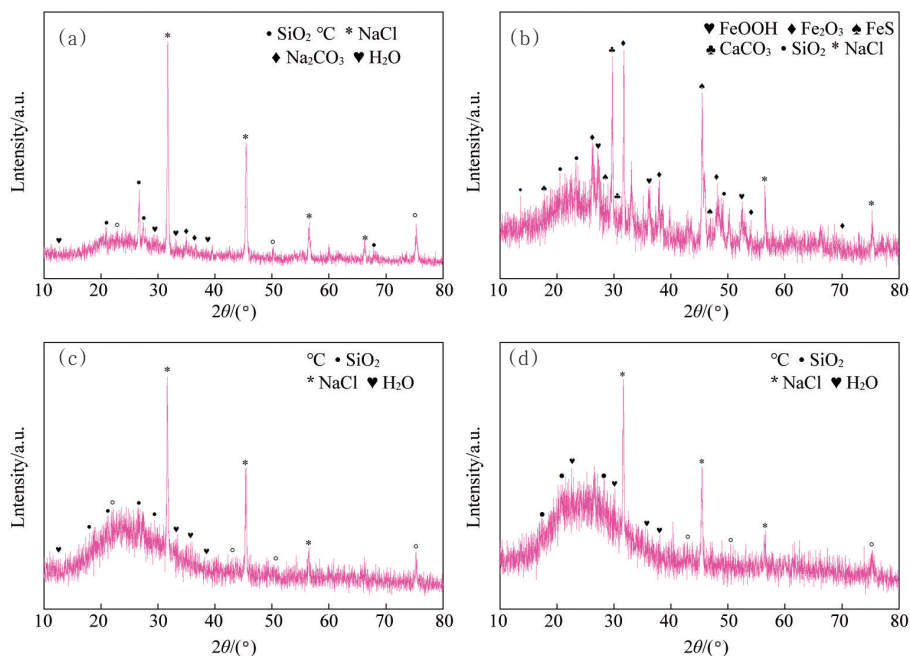 (a)
• SiO₂ ○C * NaCl
♦ Na₂CO₃ ♥ H₂O
Lntensity/a.u.
10 20 30 40 50 60 70 80
2θ/(°)
(b)
♥ FeOOH ♦ Fe₂O₃ ♠ FeS
♣ CaCO₃ • SiO₂ * NaCl
Lntensity/a.u.
10 20 30 40 50 60 70 80
2θ/(°)
(c)
○C • SiO₂
* NaCl ♥ H₂O
Lntensity/a.u.
10 20 30 40 50 60 70 80
2θ/(°)
(d)
○C • SiO₂
* NaCl ♥ H₂O
Lntensity/a.u.
10 20 30 40 50 60 70 80
2θ/(°)